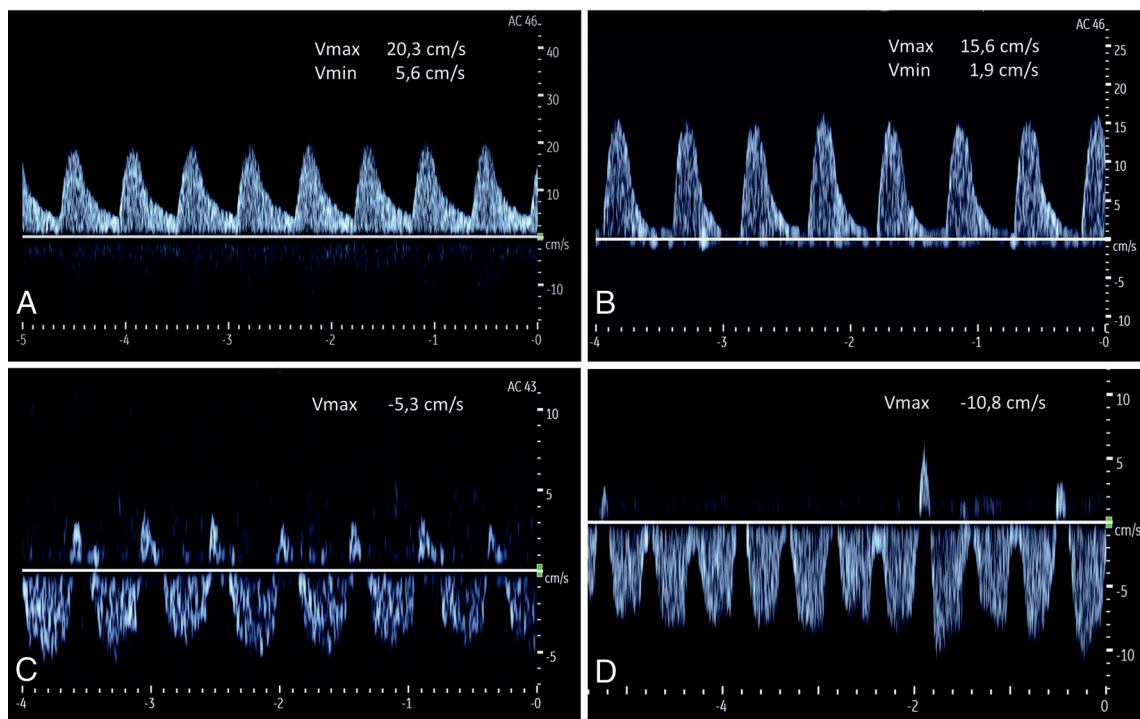 AC 46
Vmax 20,3 cm/s
Vmin 5,6 cm/s
40
30
20
10
cm/s
-10
A
-5 -4 -3 -2 -1 -0
AC 46
Vmax 15,6 cm/s
Vmin 1,9 cm/s
25
20
15
10
5
cm/s
-5
-10
B
-4 -3 -2 -1 -0
AC 43
Vmax -5,3 cm/s
10
5
cm/s
-5
C
-4 -3 -2 -1 -0
Vmax -10,8 cm/s
10
5
cm/s
-5
-10
D
-4 -2 0